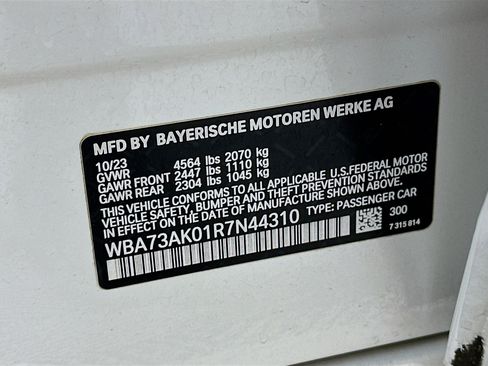 MFD BY BAYERISCHE MOTOREN WERKE AG
10/23
GVWR 4564 lbs 2070 kg
GAWR FRONT 2447 lbs 1110 kg
GAWR REAR 2304 lbs 1045 kg
THIS VEHICLE CONFORMS TO ALL APPLICABLE U.S. FEDERAL MOTOR
VEHICLE SAFETY, BUMPER, AND THEFT PREVENTION STANDARDS
IN EFFECT ON THE DATE OF MANUFACTURE SHOWN ABOVE.
WBA73AK01R7N44310 TYPE: PASSENGER CAR
300
7 315 814